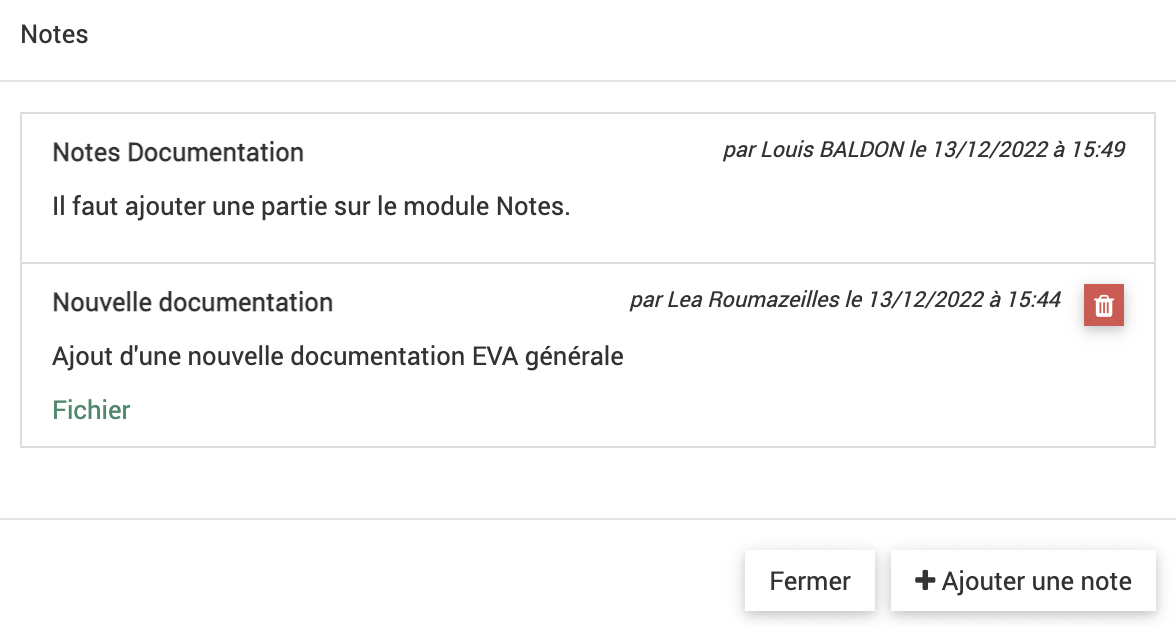 Notes
Notes Documentation
par Louis BALDON le 13/12/2022 à 15:49
Il faut ajouter une partie sur le module Notes.
Nouvelle documentation
par Lea Roumazeilles le 13/12/2022 à 15:44
Ajout d'une nouvelle documentation EVA générale
Fichier
Fermer
Ajouter une note